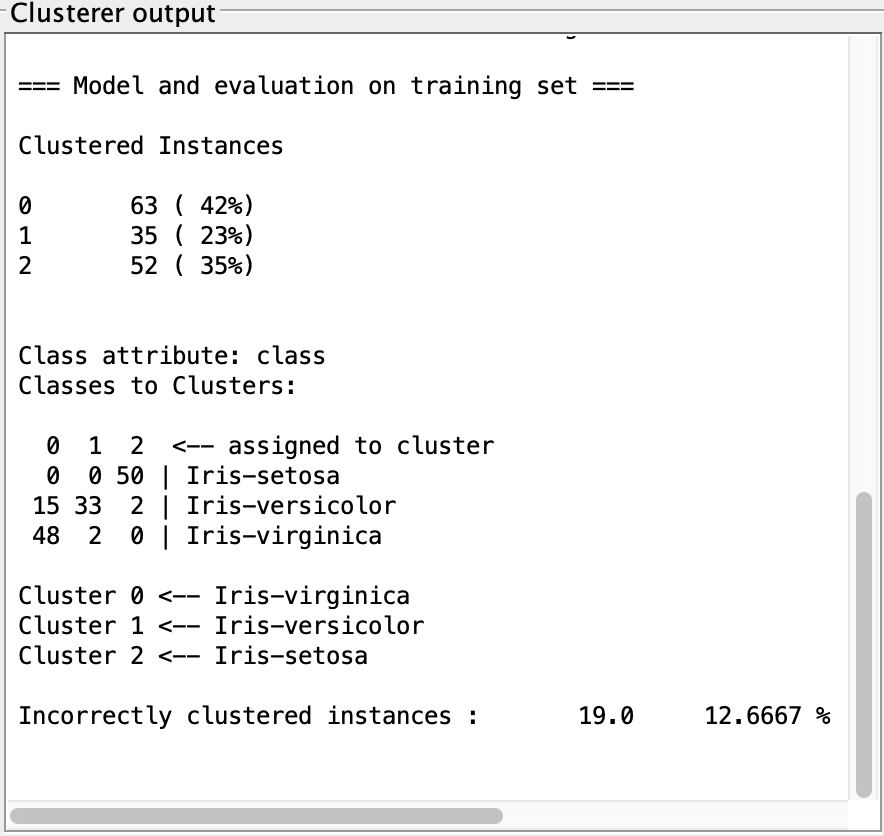 Clusterer output
=== Model and evaluation on training set ===
Clustered Instances
0       63 ( 42%)
1       35 ( 23%)
2       52 ( 35%)
Class attribute: class
Classes to Clusters:
  0  1  2  <-- assigned to cluster
  0  0 50 | Iris-setosa
 15 33  2 | Iris-versicolor
 48  2  0 | Iris-virginica
Cluster 0 <-- Iris-virginica
Cluster 1 <-- Iris-versicolor
Cluster 2 <-- Iris-setosa
Incorrectly clustered instances :       19.0     12.6667 %